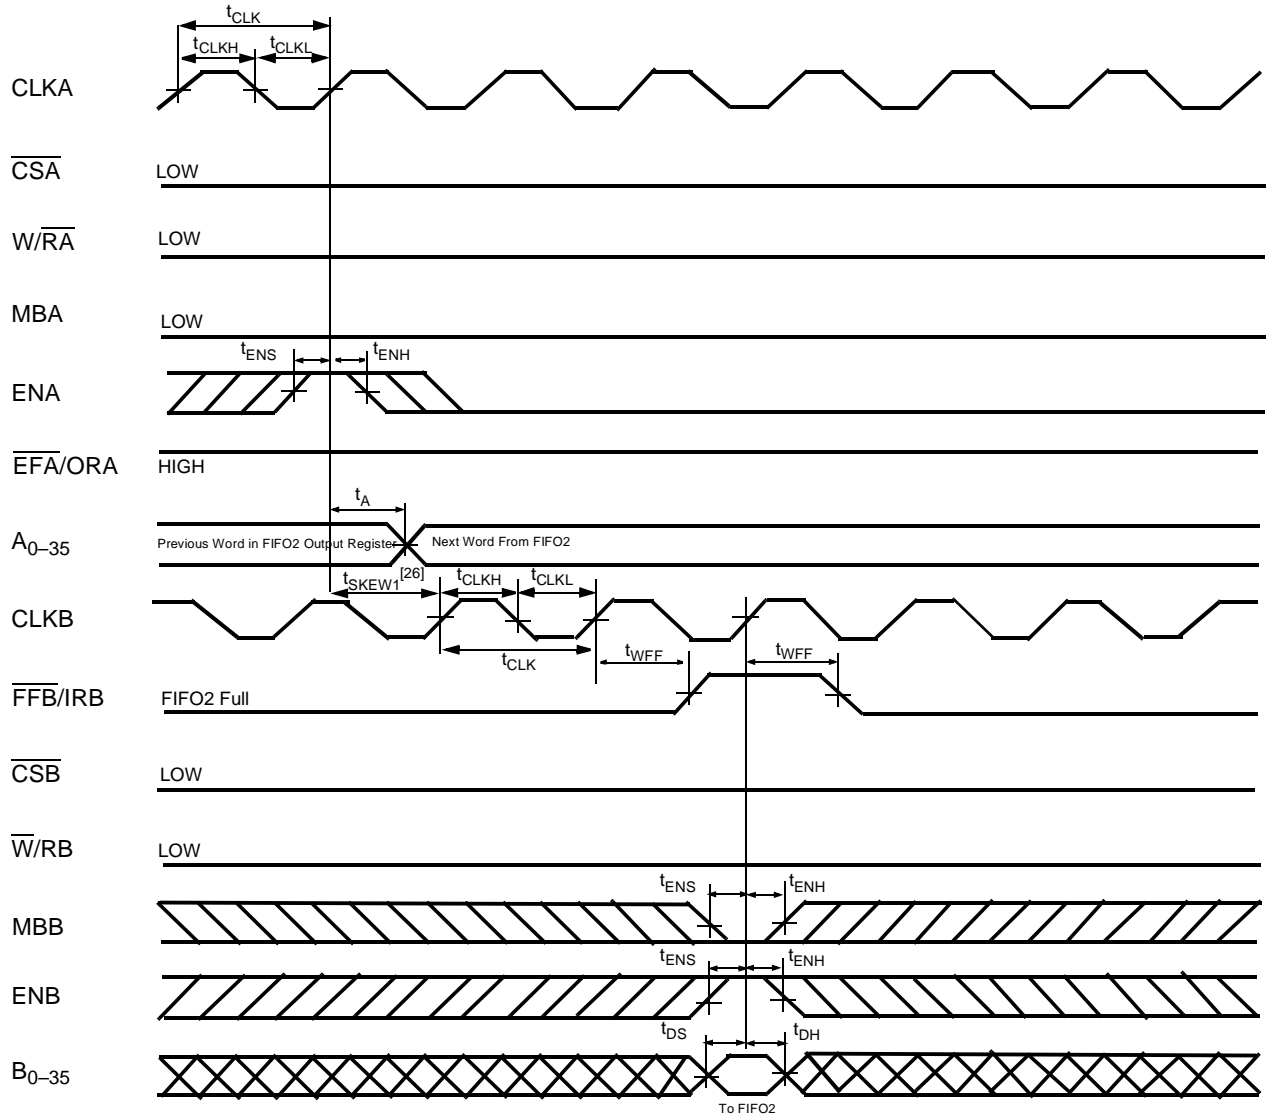 tCLK
tCLKH tCLKL
CLKA
CSA LOW
W/RA LOW
MBA LOW
tENS tENH
ENA
EFA/ORA HIGH
tA
A0–35 Previous Word in FIFO2 Output Register Next Word From FIFO2
tSKEW1[26] tCLKH tCLKL
CLKB
tCLK tWFF tWFF
FFB/IRB FIFO2 Full
CSB LOW
W/RB LOW
tENS tENH
MBB
tENS tENH
ENB
tDS tDH
B0–35
To FIFO2